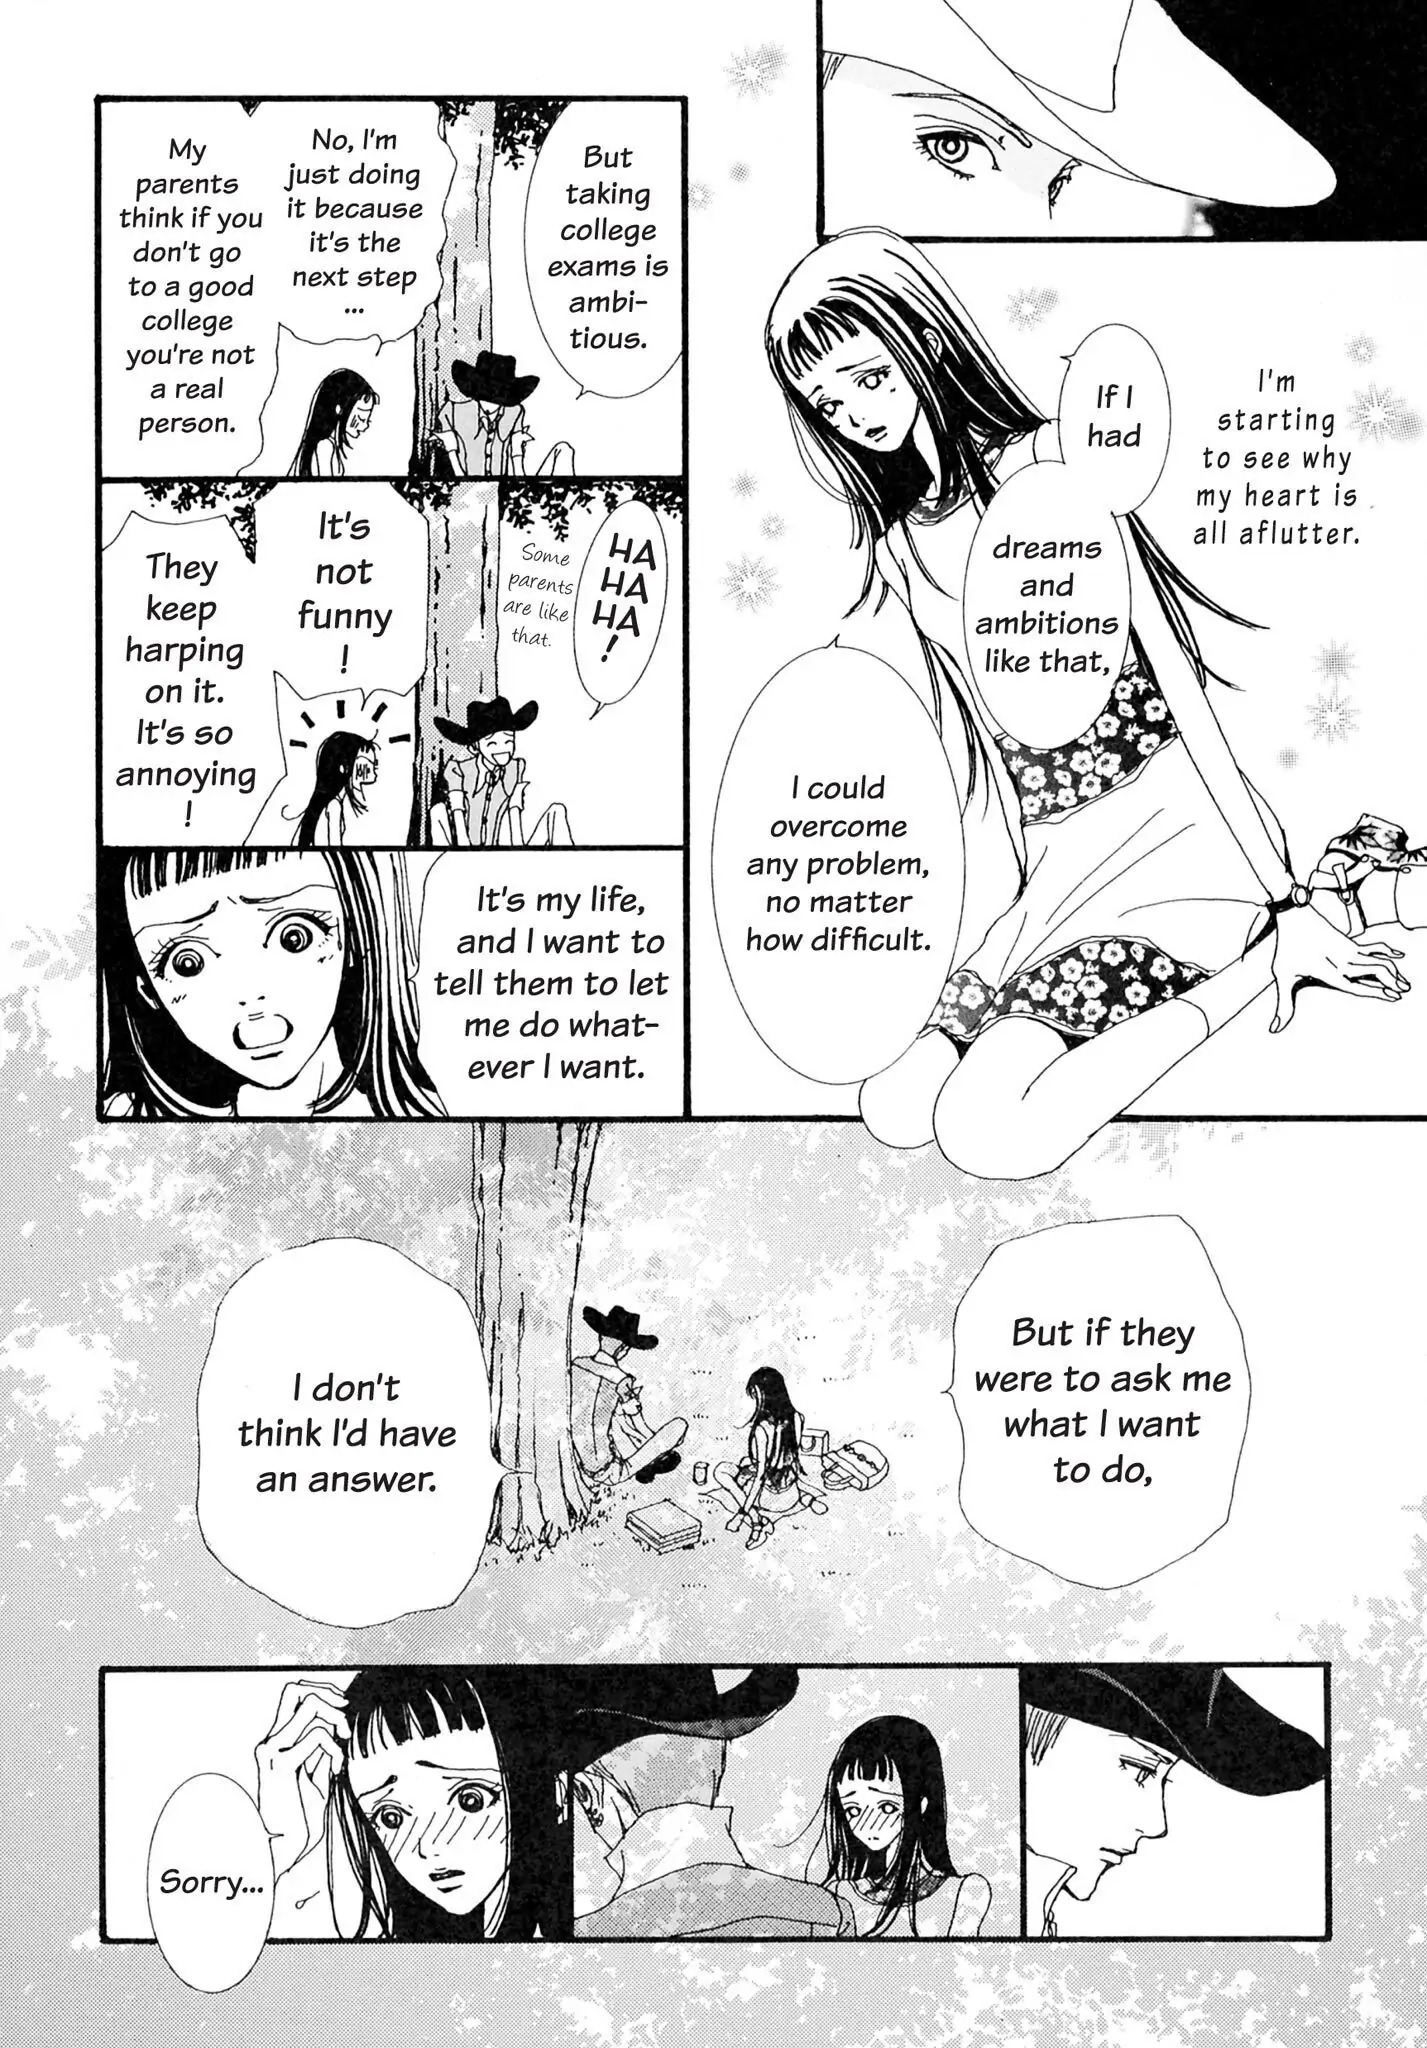 I'm
starting
to see why
my heart is
all aflutter.
If I
had
dreams
and
ambitions
like that,
I could
overcome
any problem,
no matter
how difficult.
But
taking
college
exams is
ambi-
tious.
No, I'm
just doing
it because
it's the
next step
...
My
parents
think if you
don't go
to a good
college
you're not
a real
person.
HA
HA
HA!
Some
parents
are like
that.
It's
not
funny
!
They
keep
harping
on it.
It's so
annoying
!
It's my life,
and I want to
tell them to let
me do what-
ever I want.
But if they
were to ask me
what I want
to do,
I don't
think I'd have
an answer.
Sorry...